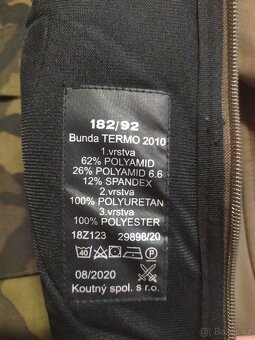 182/92
Bunda TERMO 2010
1.vrstva
62% POLYAMID
26% POLYAMID 6.6
12% SPANDEX
2.vrstva
100% POLYURETAN
3.vrstva
100% POLYESTER
18Z123 29898/20
40 P
08/2020
Koutný spol. s r.o.